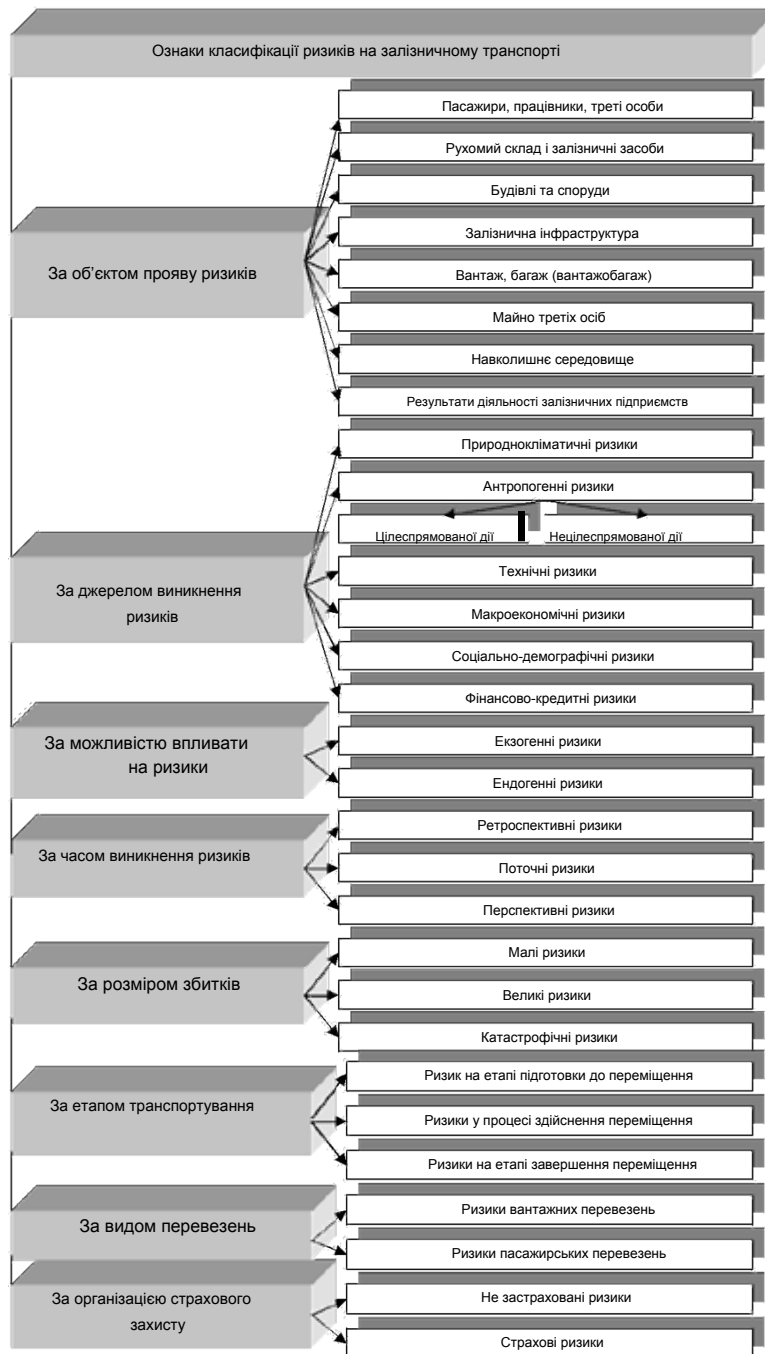 Ознаки класифікації ризиків на залізничному транспорті
За об’єктом прояву ризиків
Пасажири, працівники, треті особи
Рухомий склад і залізничні засоби
Будівлі та споруди
Залізнична інфраструктура
Вантаж, багаж (вантажобагаж)
Майно третіх осіб
Навколишнє середовище
Результати діяльності залізничних підприємств
За джерелом виникнення
ризиків
Природнокліматичні ризики
Антропогенні ризики
Цілеспрямованої дії
Нецілеспрямованої дії
Технічні ризики
Макроекономічні ризики
Соціально-демографічні ризики
Фінансово-кредитні ризики
За можливістю впливати
на ризики
Екзогенні ризики
Ендогенні ризики
За часом виникнення ризиків
Ретроспективні ризики
Поточні ризики
Перспективні ризики
За розміром збитків
Малі ризики
Великі ризики
Катастрофічні ризики
За етапом транспортування
Ризик на етапі підготовки до переміщення
Ризики у процесі здійснення переміщення
Ризики на етапі завершення переміщення
За видом перевезень
Ризики вантажних перевезень
Ризики пасажирських перевезень
За організацією страхового
захисту
Не застраховані ризики
Страхові ризики